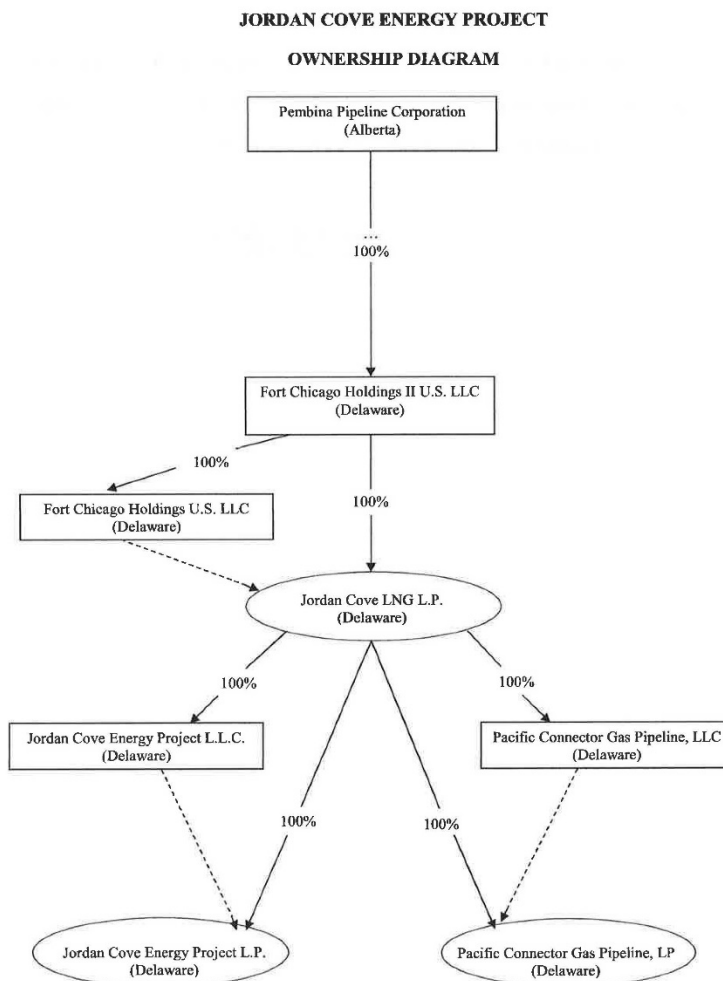 JORDAN COVE ENERGY PROJECT
OWNERSHIP DIAGRAM
Pembina Pipeline Corporation
(Alberta)
...
100%
Fort Chicago Holdings II U.S. LLC
(Delaware)
100%
Fort Chicago Holdings U.S. LLC
(Delaware)
100%
Jordan Cove LNG L.P.
(Delaware)
100%
100%
Jordan Cove Energy Project L.L.C.
(Delaware)
Pacific Connector Gas Pipeline, LLC
(Delaware)
100%
100%
Jordan Cove Energy Project L.P.
(Delaware)
Pacific Connector Gas Pipeline, LP
(Delaware)